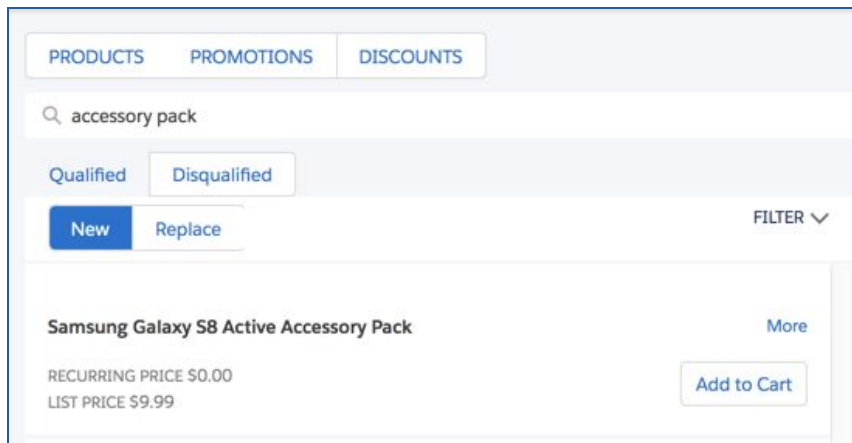 PRODUCTS PROMOTIONS DISCOUNTS
accessory pack
Qualified Disqualified
New Replace FILTER
Samsung Galaxy S8 Active Accessory Pack More
RECURRING PRICE $0.00
LIST PRICE $9.99 Add to Cart